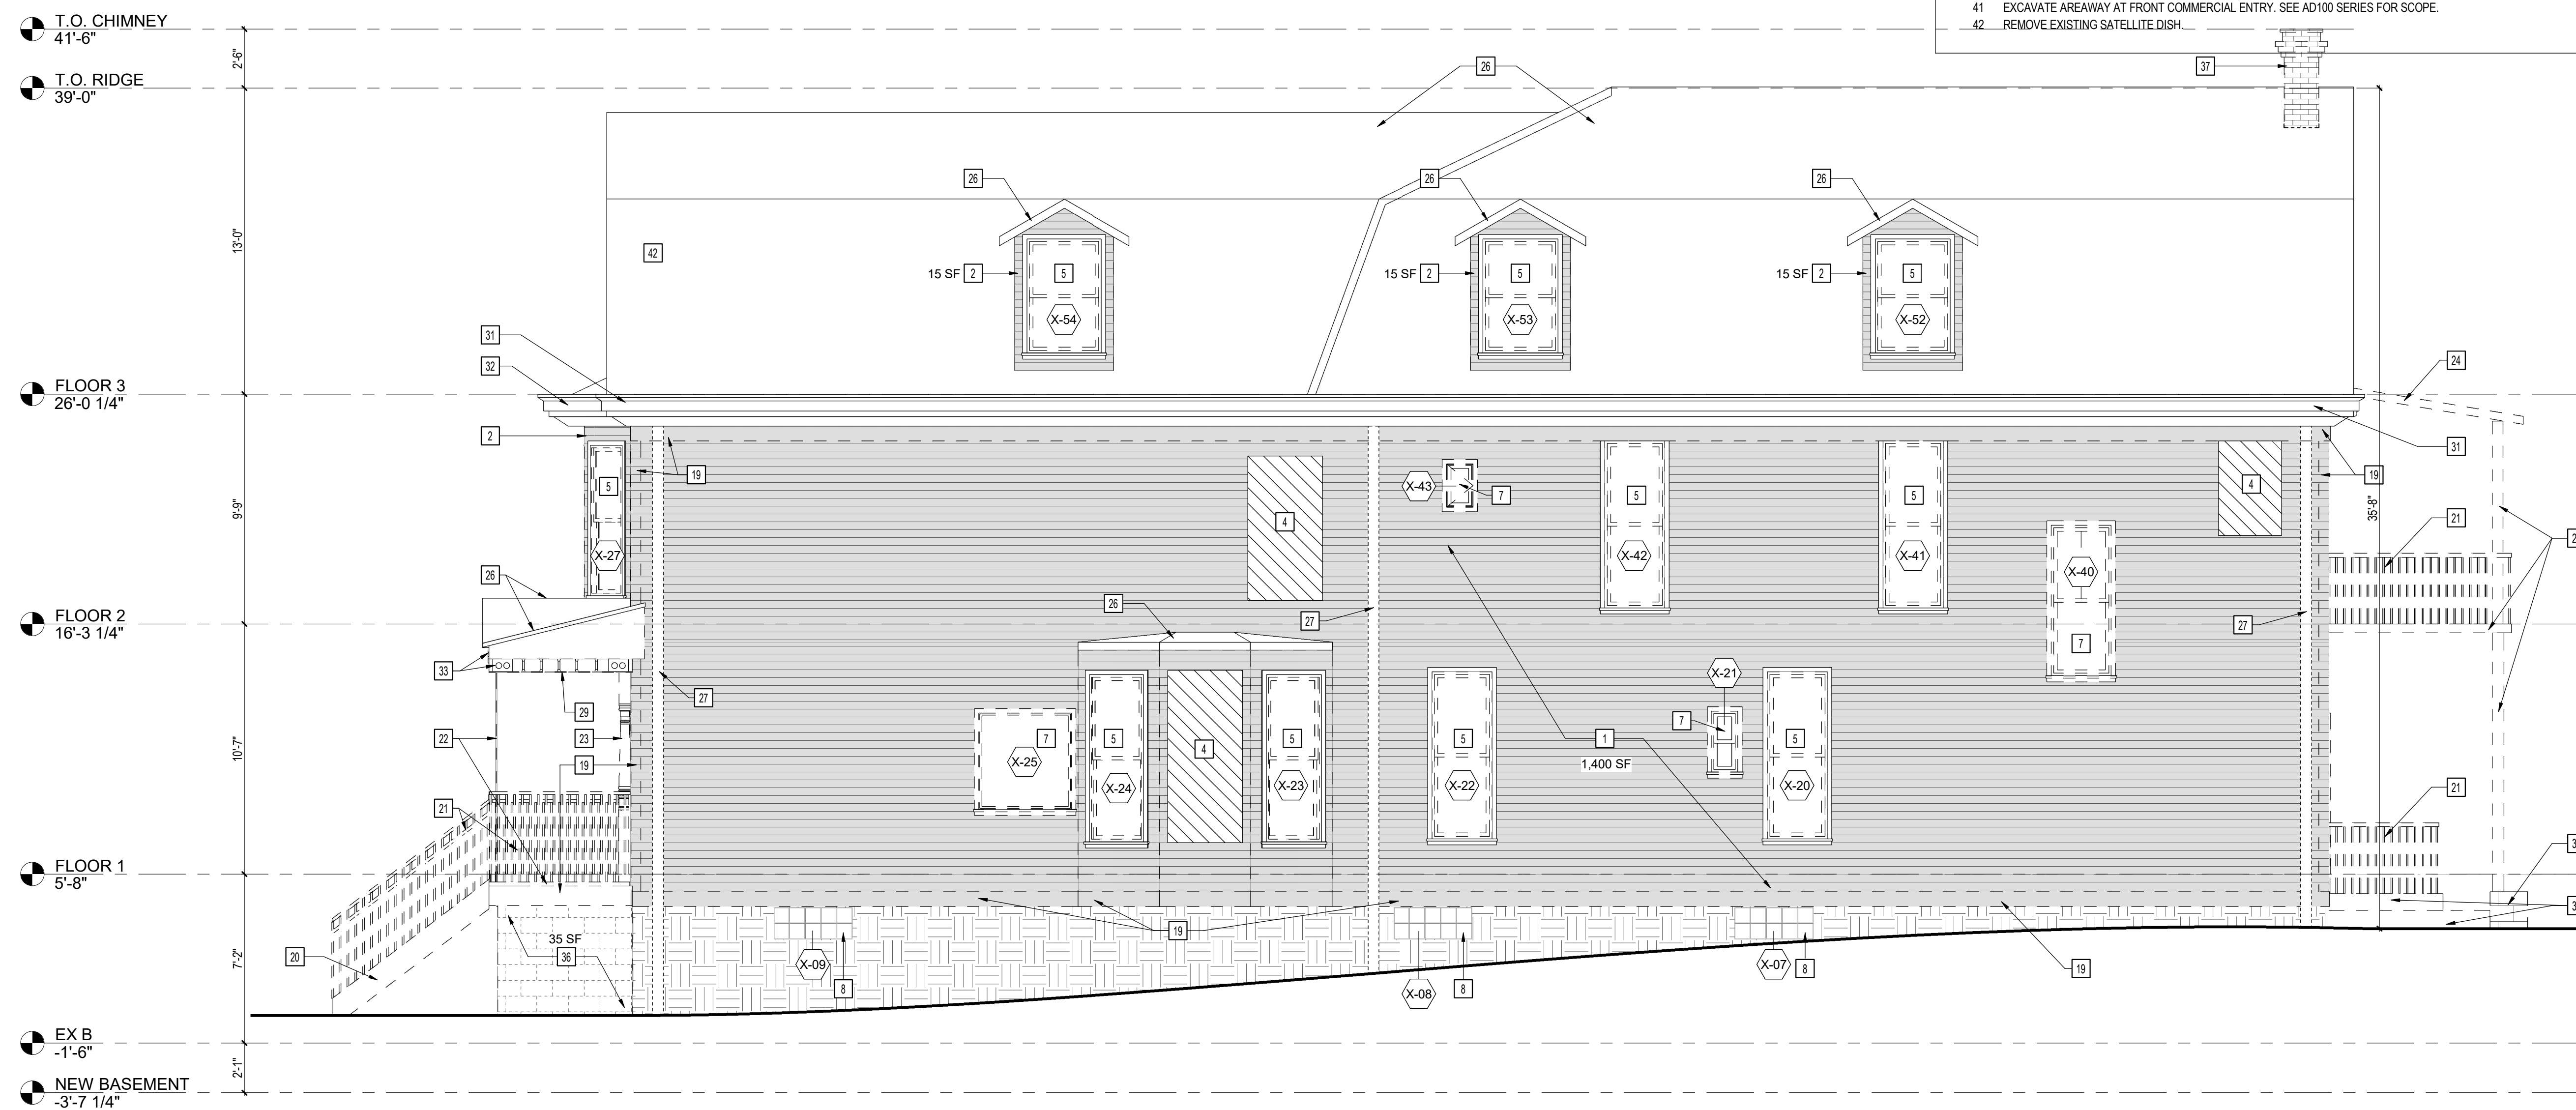 41 EXCAVATE AREAWAY AT FRONT COMMERCIAL ENTRY. SEE AD100 SERIES FOR SCOPE.
42 REMOVE EXISTING SATELLITE DISH.
T.O. CHIMNEY
41'-6"
2'-6"
T.O. RIDGE
39'-0"
26
37
26
26
26
13'-0"
42
15 SF 2
5
15 SF 2
5
15 SF 2
5
X-54
X-53
X-52
31
32
24
FLOOR 3
26'-0 1/4"
2
31
19
19
5
X-43
7
5
5
4
4
9'-9"
35'-8"
21
X-27
X-42
X-41
X-40
26
26
FLOOR 2
16'-3 1/4"
27
27
7
33
X-21
27
29
7
22
23
7
5
4
5
5
5
1
10'-7"
19
X-25
1,400 SF
X-24
X-23
X-22
X-20
21
21
FLOOR 1
5'-8"
19
35 SF
36
20
7'-2"
X-09
8
X-08
8
X-07
8
19
EX B
-1'-6"
2'-1"
NEW BASEMENT
-3'-7 1/4"